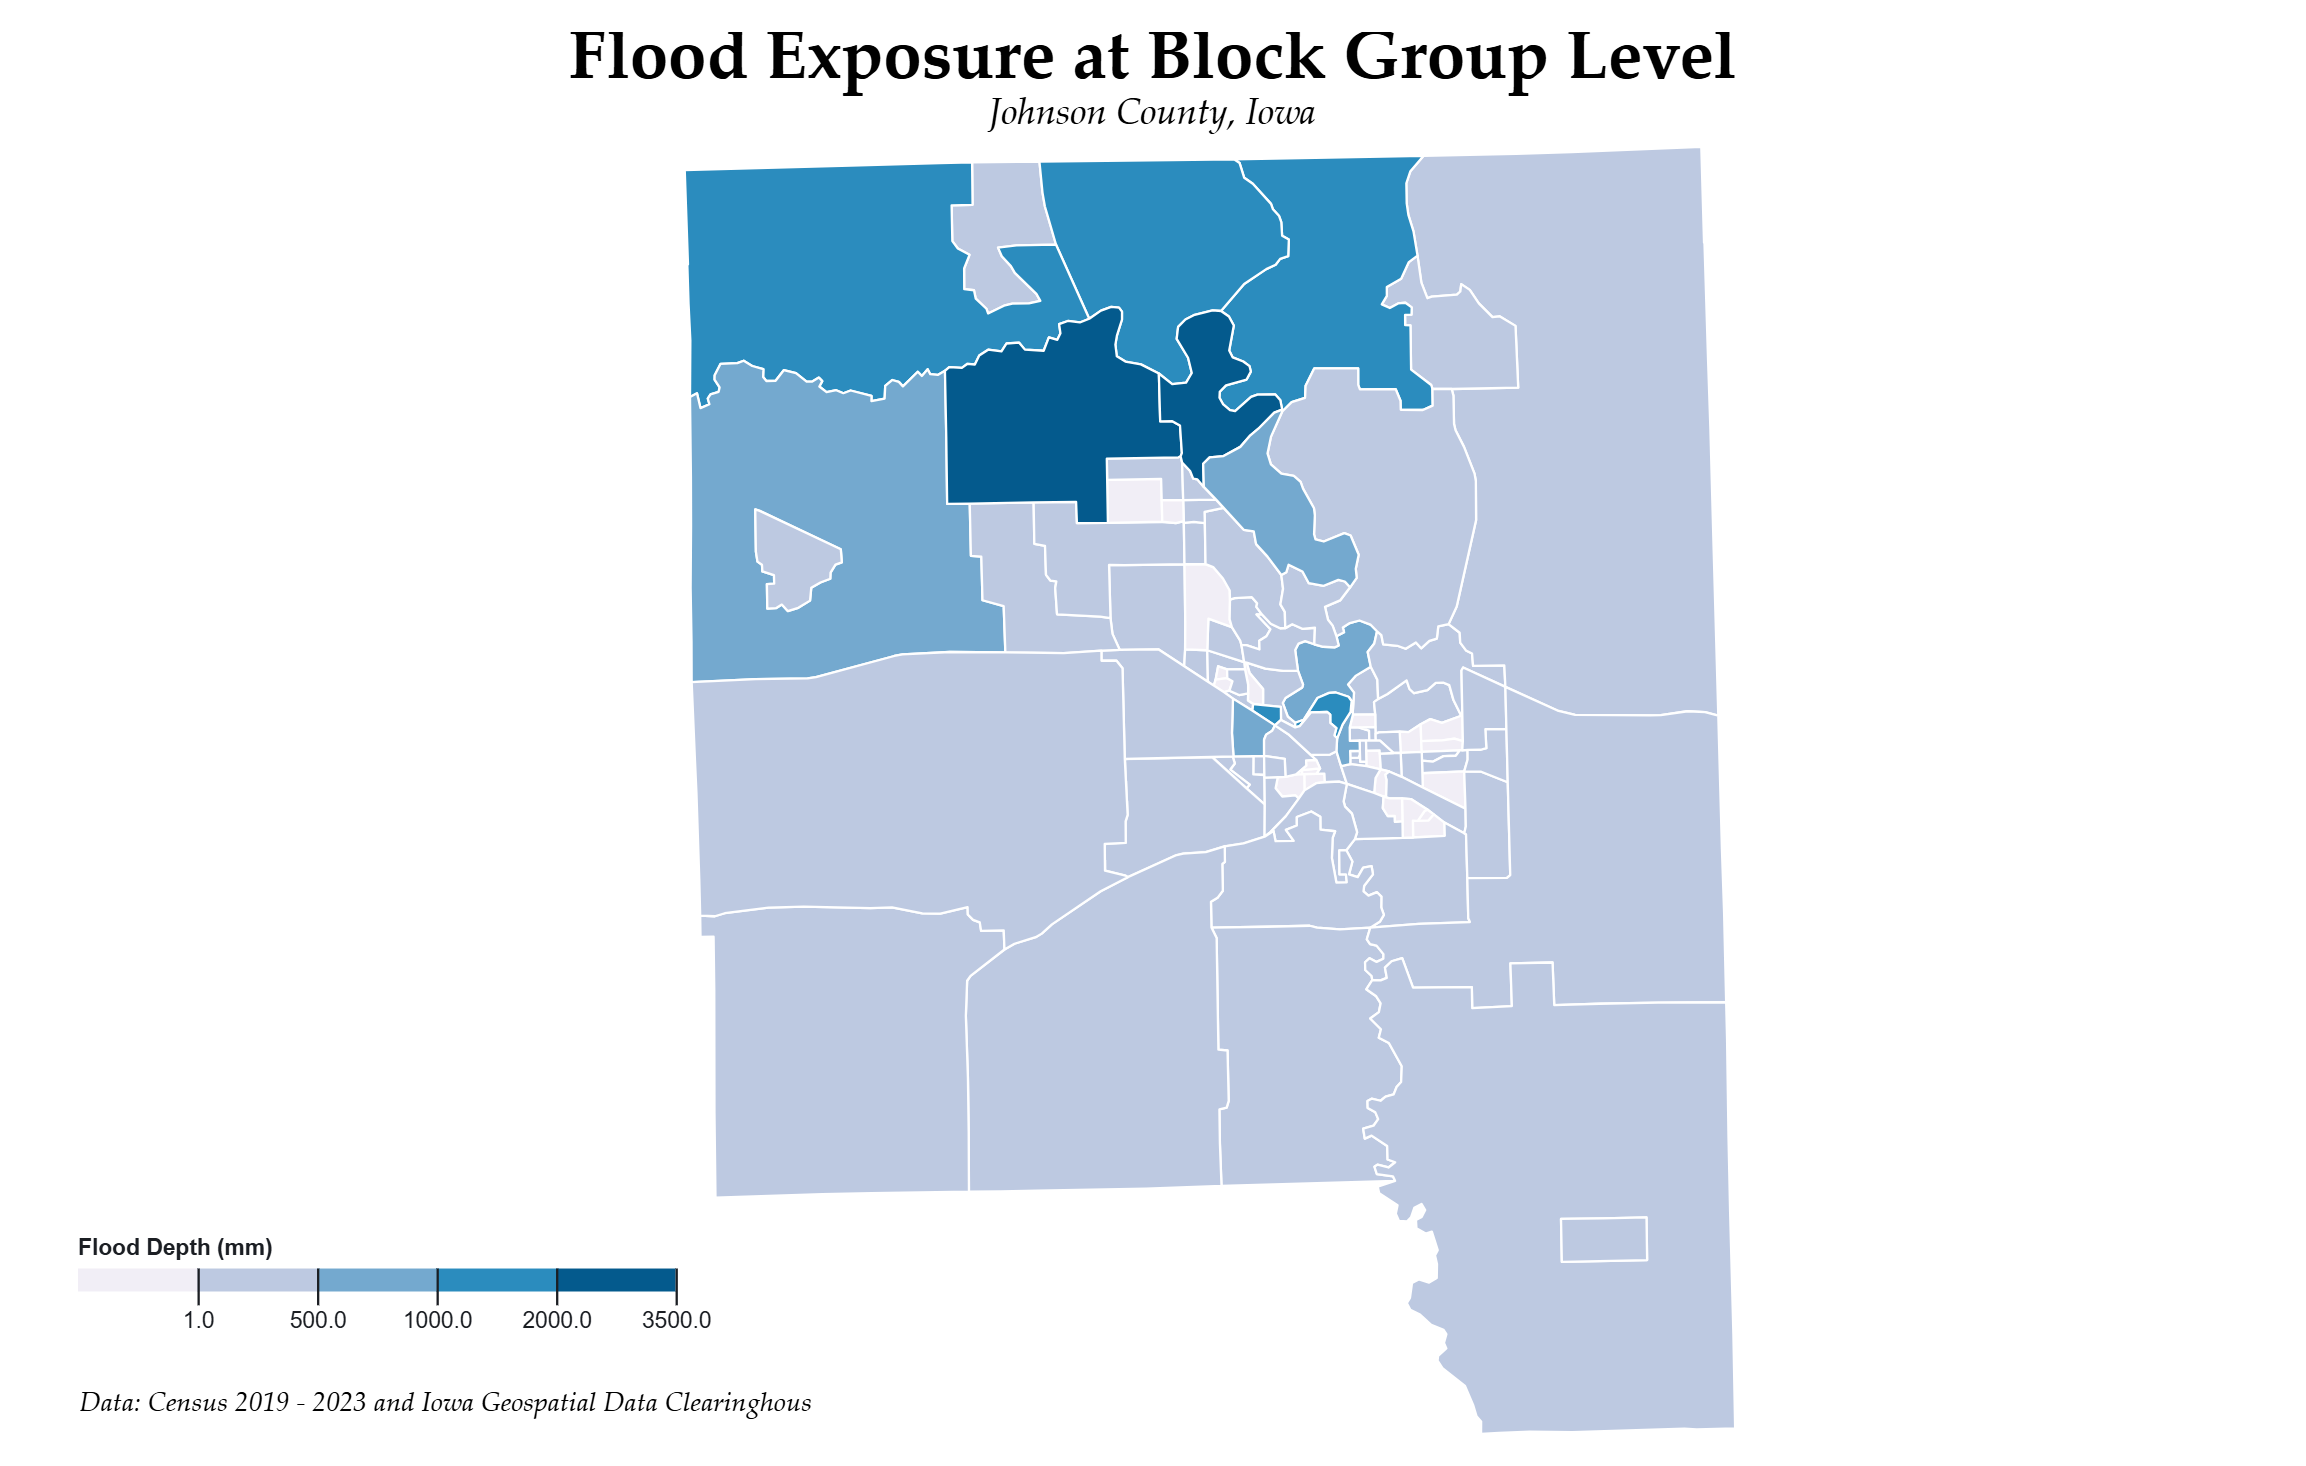 Flood Exposure at Block Group Level
Johnson County, Iowa
Flood Depth (mm)
1.0 500.0 1000.0 2000.0 3500.0
Data: Census 2019 - 2023 and Iowa Geospatial Data Clearinghous